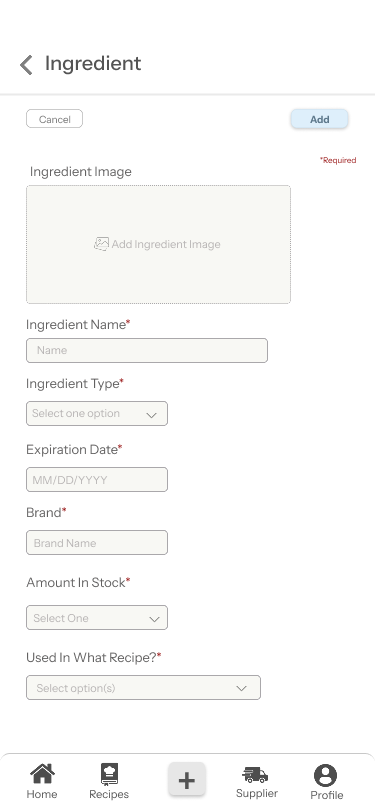 Ingredient
Cancel
Add
*Required
Ingredient Image
Add Ingredient Image
Ingredient Name*
Name
Ingredient Type*
Select one option
Expiration Date*
MM/DD/YYYY
Brand*
Brand Name
Amount In Stock*
Select One
Used In What Recipe?*
Select option(s)
Home
Recipes
+
Supplier
Profile